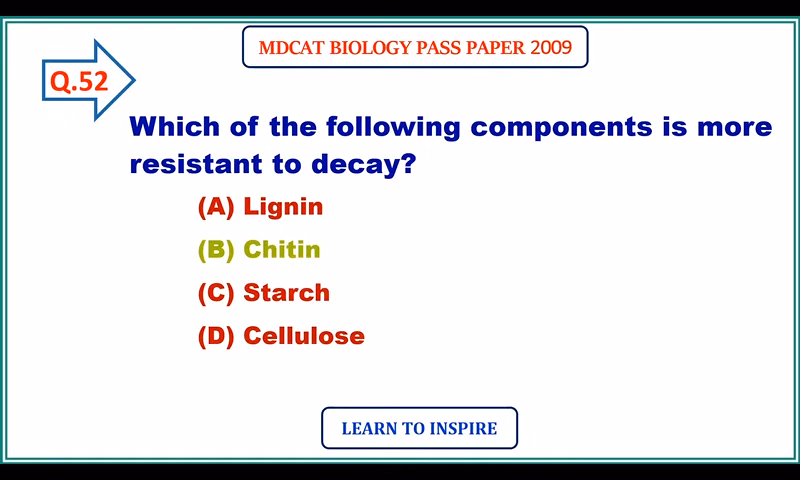 MDCAT BIOLOGY PASS PAPER 2009
Q.52
Which of the following components is more
resistant to decay?
(A) Lignin
(B) Chitin
(C) Starch
(D) Cellulose
LEARN TO INSPIRE